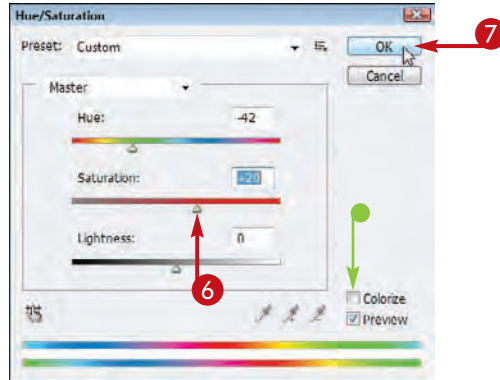 Hue/Saturation
Preset: Custom
OK
Cancel
Master
Hue: -42
Saturation: +20
Lightness: 0
Colorize
Preview
6
7